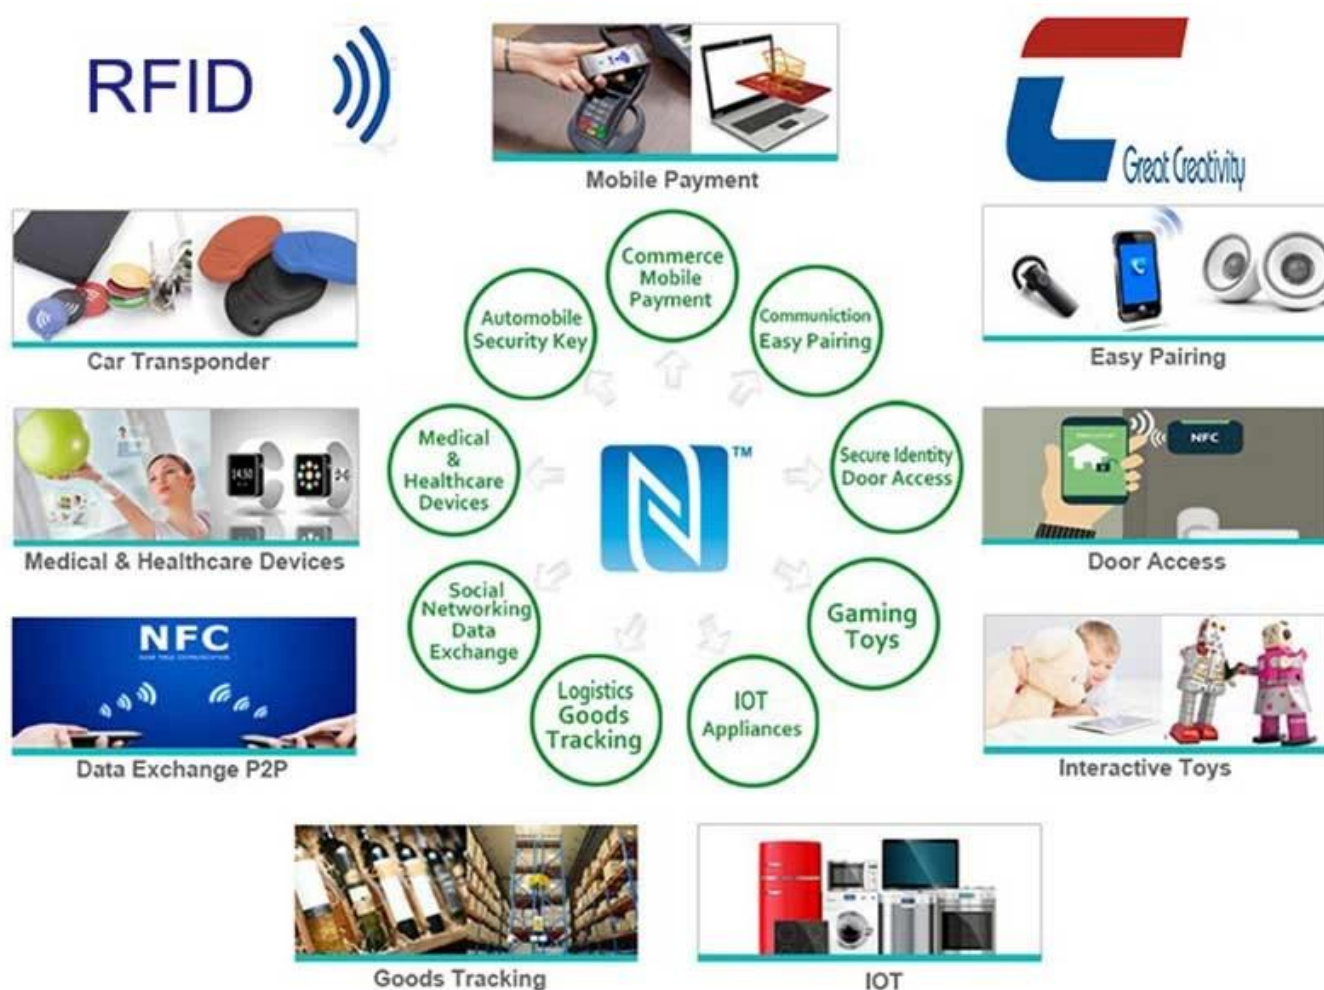 RFID
Mobile Payment
Great Creativity
Car Transponder
Easy Pairing
Commerce
Mobile
Payment
Automobile
Security Key
Communiction
Easy Pairing
Medical
&
Healthcare
Devices
TM
Secure Identity
Door Access
NFC
Medical & Healthcare Devices
Door Access
Social
Networking
Data
Exchange
Gaming
Toys
NFC
Logistics
Goods
Tracking
IOT
Appliances
Data Exchange P2P
Interactive Toys
Goods Tracking
IOT